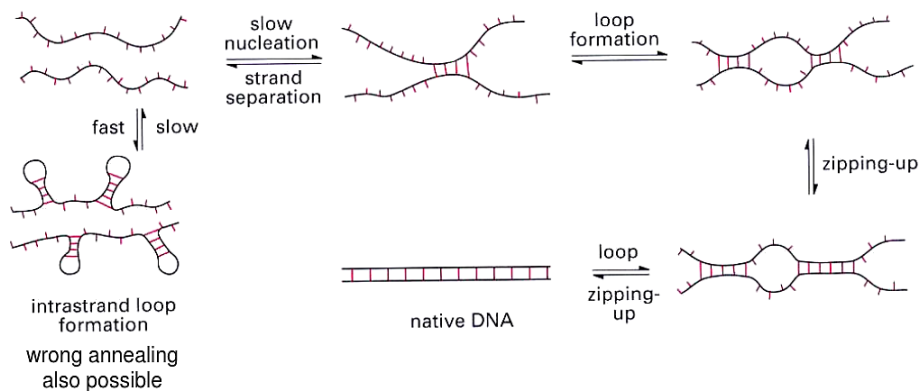 slow
nucleation
strand
separation
loop
formation
fast
slow
zipping-up
intrastrand loop
formation
wrong annealing
also possible
native DNA
loop
zipping-
up